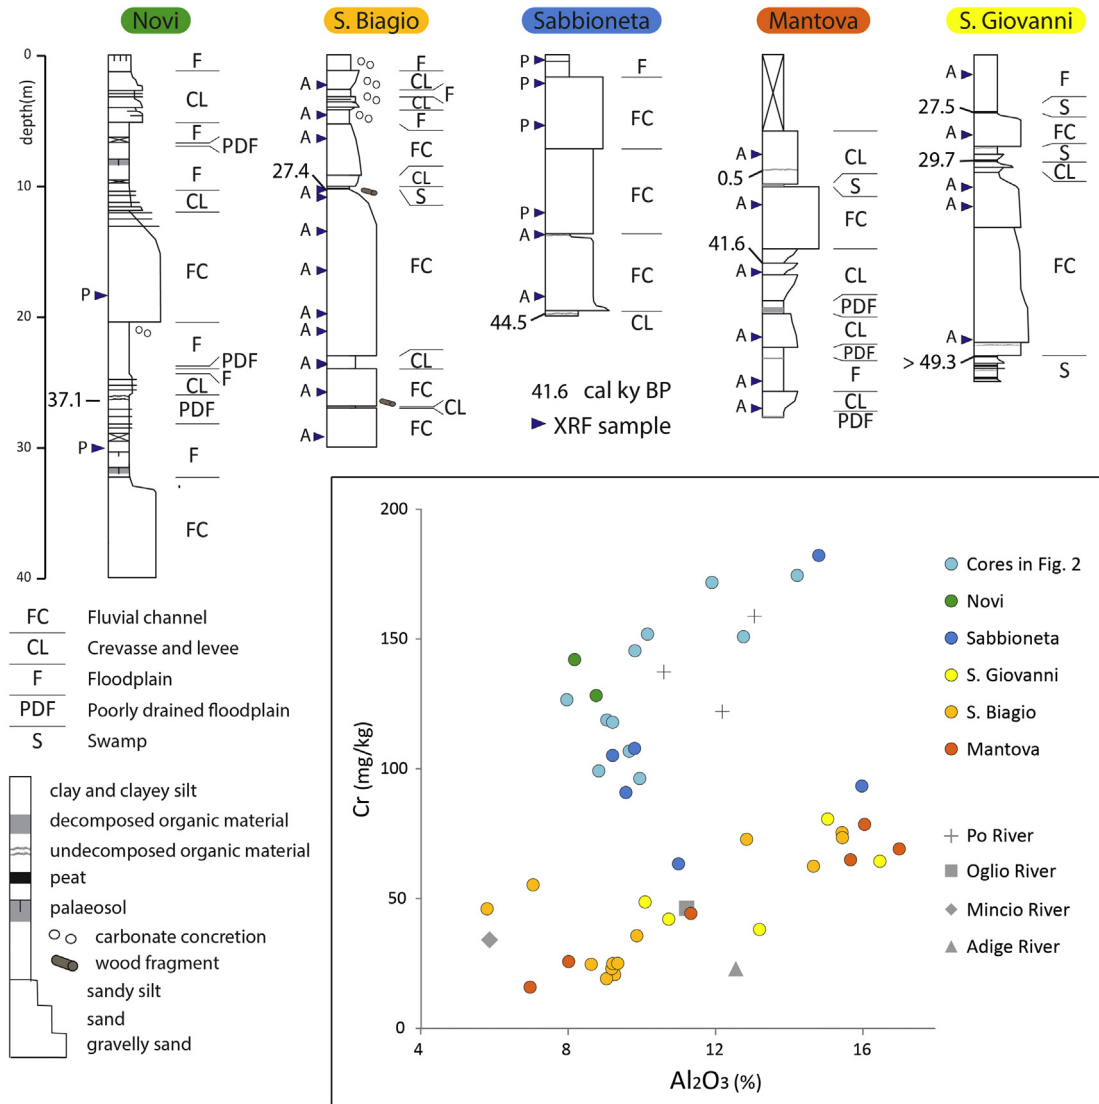 Novi
S. Biagio
Sabbioneta
Mantova
S. Giovanni
depth(m)
0
10
20
30
40
F
CL
F
PDF
F
CL
FC
P
F
PDF
F
CL
37.1
PDF
P
F
FC
F
A
CL
F
CL
A
F
A
FC
27.4
CL
A
S
A
A
FC
A
A
A
A
CL
A
FC
CL
A
FC
P
F
P
P
FC
P
FC
A
A
FC
44.5
CL
41.6 cal ky BP
XRF sample
A
CL
0.5
S
A
FC
41.6
A
CL
PDF
A
CL
PDF
A
F
A
CL
PDF
A
F
27.5
S
A
FC
29.7
S
CL
A
A
FC
A
> 49.3
S
FC Fluvial channel
CL Crevasse and levee
F Floodplain
PDF Poorly drained floodplain
S Swamp
clay and clayey silt
decomposed organic material
undecomposed organic material
peat
palaeosol
carbonate concretion
wood fragment
sandy silt
sand
gravelly sand
Cr (mg/kg)
200
150
100
50
0
4 8 12 16
Al₂O₃ (%)
Cores in Fig. 2
Novi
Sabbioneta
S. Giovanni
S. Biagio
Mantova
Po River
Oglio River
Mincio River
Adige River